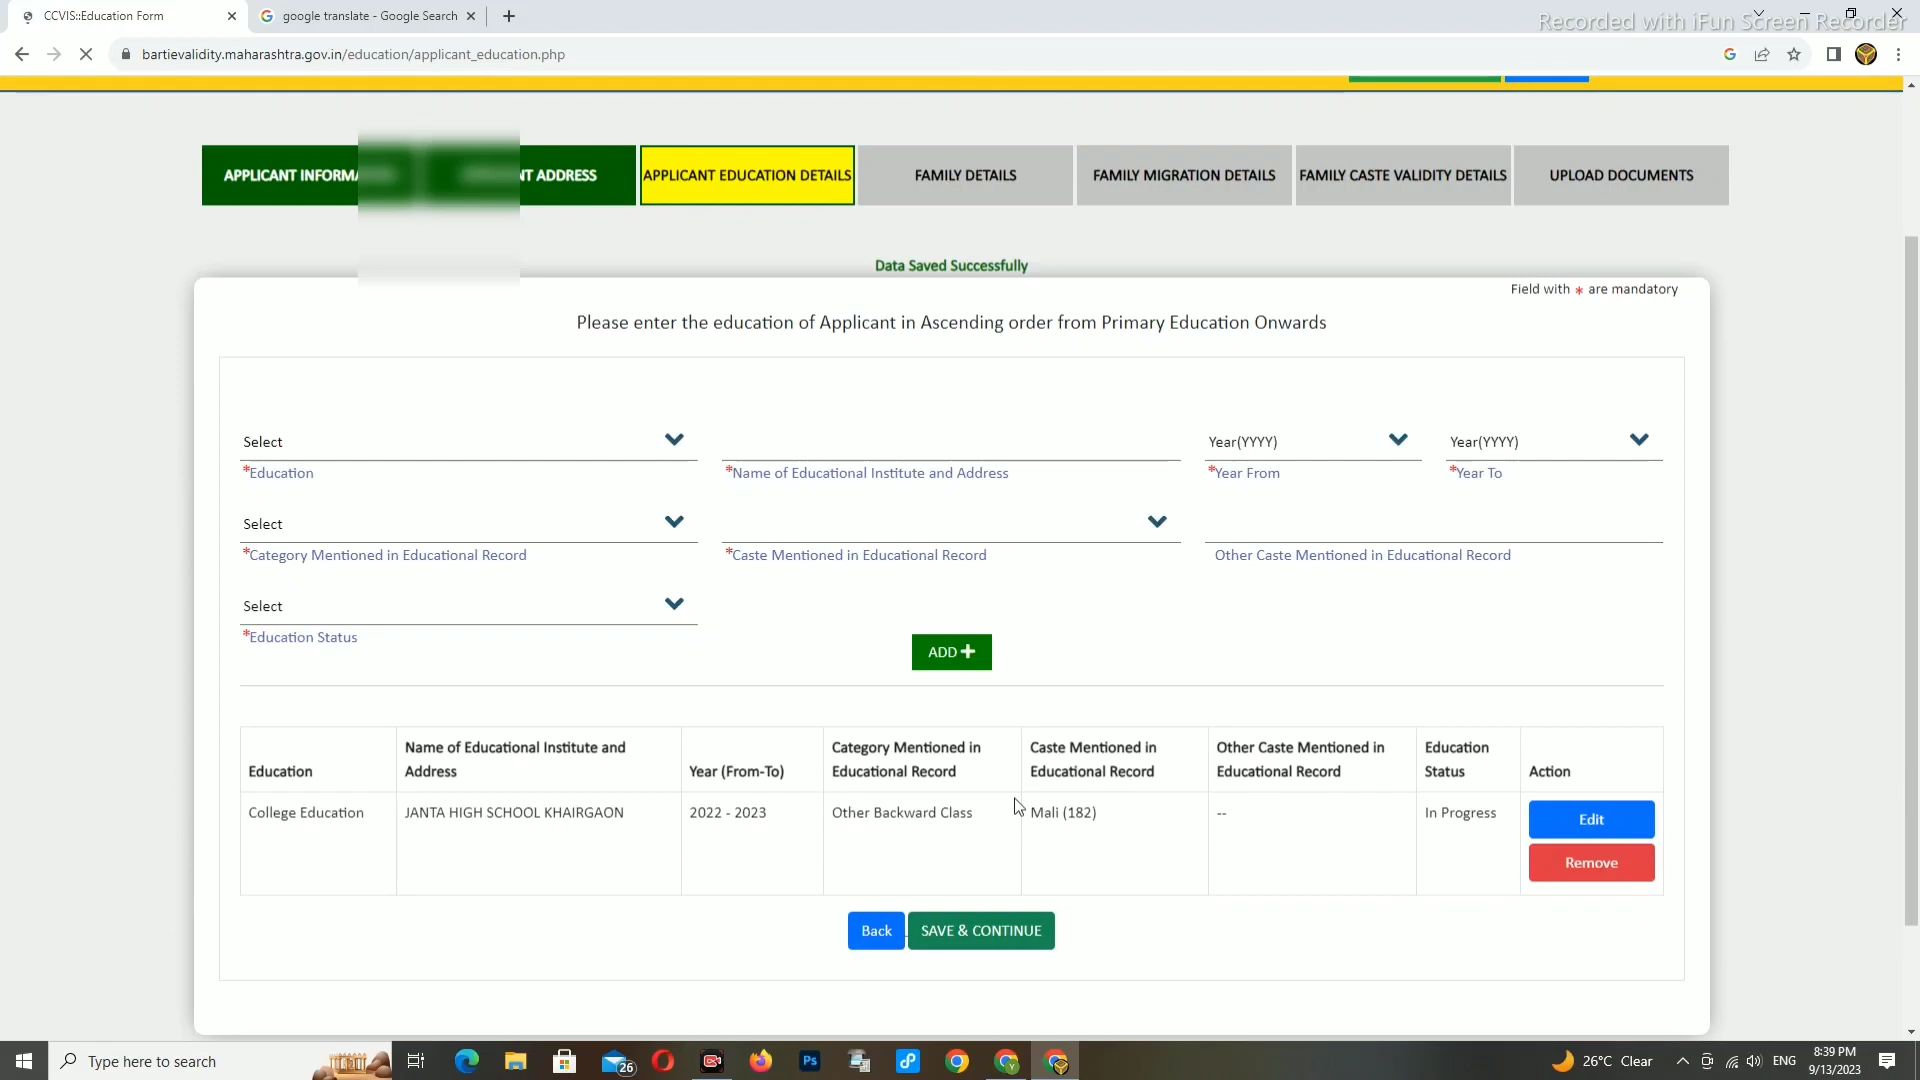 CCVIS::Education Form
google translate - Google Search
Recorded with iFun Screen Recorder
bartievalidity.maharashtra.gov.in/education/applicant_education.php
APPLICANT
NT ADDRESS
APPLICANT EDUCATION DETAILS
FAMILY DETAILS
FAMILY MIGRATION DETAILS
FAMILY CASTE VALIDITY DETAILS
UPLOAD DOCUMENTS
Data Saved Successfully
Field with * are mandatory
Please enter the education of Applicant in Ascending order from Primary Education Onwards
Select
Year(YYYY)
Year(YYYY)
*Education
*Name of Educational Institute and Address
*Year From
*Year To
Select
*Category Mentioned in Educational Record
*Caste Mentioned in Educational Record
Other Caste Mentioned in Educational Record
Select
*Education Status
ADD +
Education
Name of Educational Institute and
Address
Year (From-To)
Category Mentioned in
Educational Record
Caste Mentioned in
Educational Record
Other Caste Mentioned in
Educational Record
Education
Status
Action
College Education
JANTA HIGH SCHOOL KHAIRGAON
2022 - 2023
Other Backward Class
Mali (182)
--
In Progress
Edit
Remove
Back
SAVE & CONTINUE
Type here to search
26
Ps
26°C Clear
ENG
8:39 PM
9/13/2023